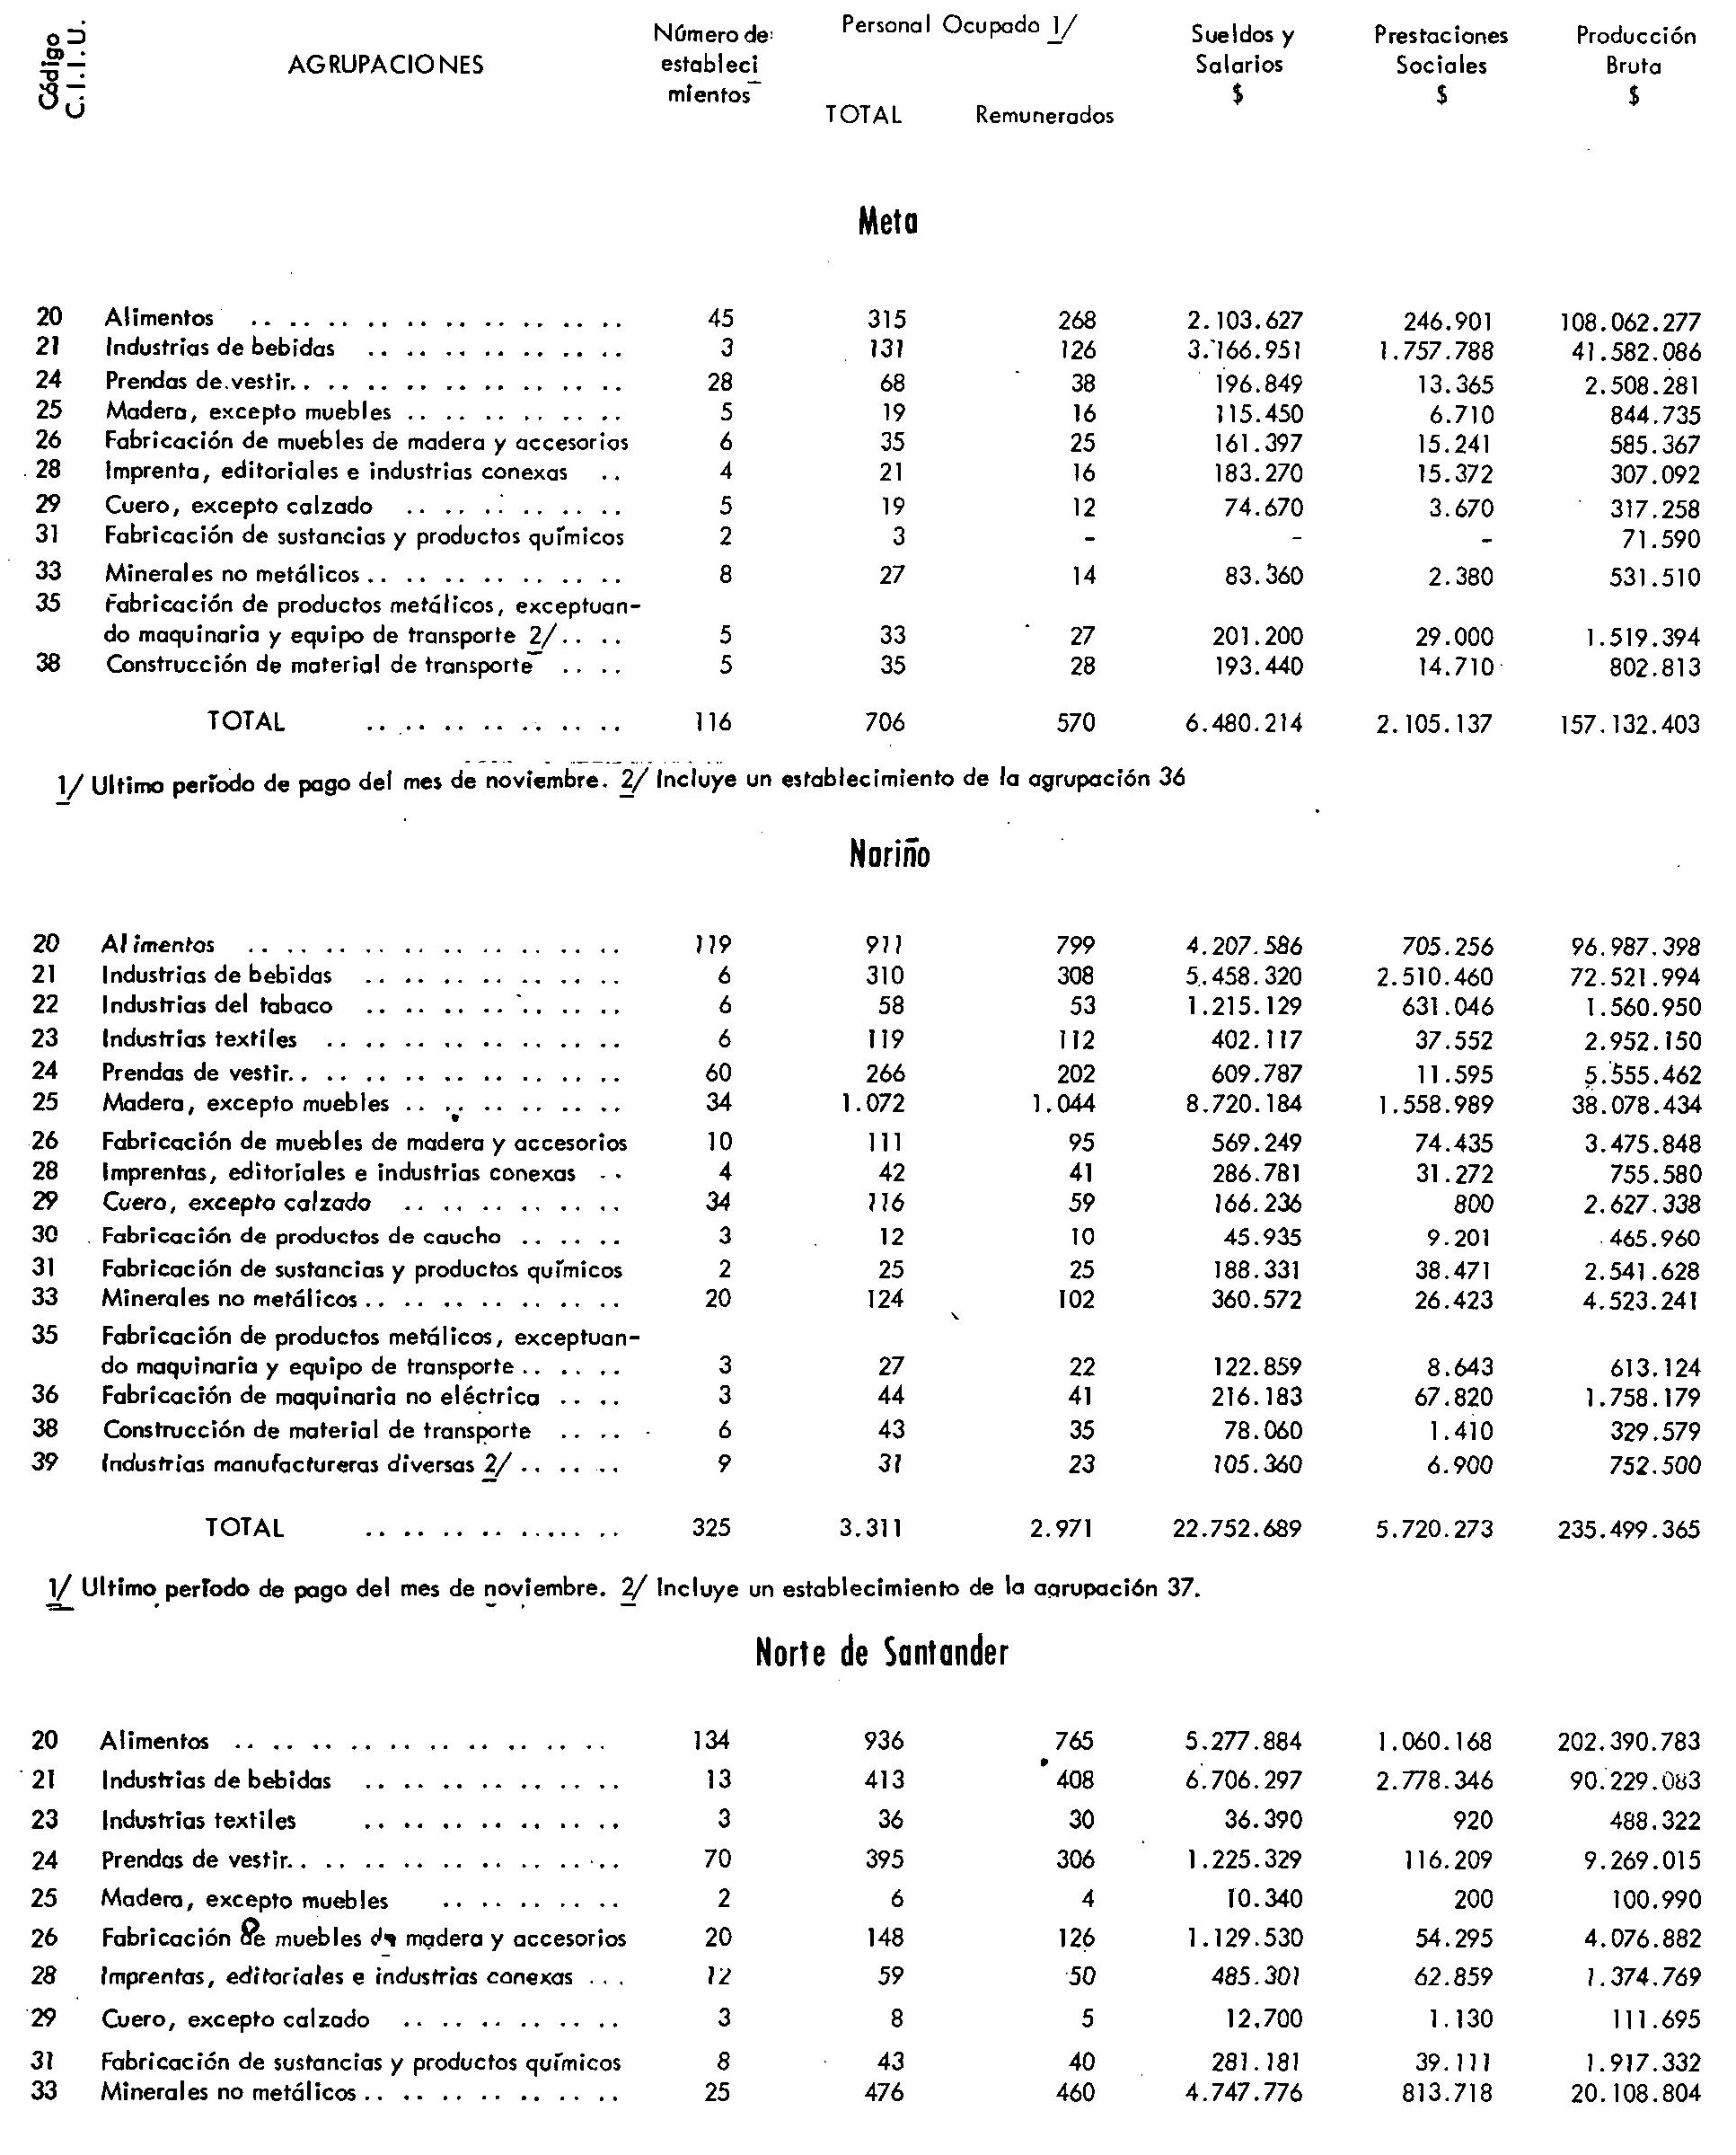 Código C.I.I.U. AGRUPACIONES Número de estableci mientos Personal Ocupado 1/ TOTAL Remunerados Sueldos y Salarios $ Prestaciones Sociales $ Producción Bruta $
Meta
20 Alimentos .. .. .. .. .. .. .. .. .. .. 45 315 268 2.103.627 246.901 108.062.277
21 Industrias de bebidas .. .. .. .. .. .. .. 3 131 126 3.166.951 1.757.788 41.582.086
24 Prendas de vestir.. .. .. .. .. .. .. .. .. 28 68 38 196.849 13.365 2.508.281
25 Madera, excepto muebles .. .. .. .. .. .. 5 19 16 115.450 6.710 844.735
26 Fabricación de muebles de madera y accesorios 6 35 25 161.397 15.241 585.367
28 Imprenta, editoriales e industrias conexas .. 4 21 16 183.270 15.372 307.092
29 Cuero, excepto calzado .. .. .. .. .. .. 5 19 12 74.670 3.670 317.258
31 Fabricación de sustancias y productos químicos 2 3 - - - 71.590
33 Minerales no metálicos .. .. .. .. .. .. .. 8 27 14 83.360 2.380 531.510
35 Fabricación de productos metálicos, exceptuan-
do maquinaria y equipo de transporte 2/.. .. 5 33 27 201.200 29.000 1.519.394
38 Construcción de material de transporte .. .. 5 35 28 193.440 14.710 802.813
TOTAL .. .. .. .. .. .. .. 116 706 570 6.480.214 2.105.137 157.132.403
1/ Ultimo período de pago del mes de noviembre. 2/ Incluye un establecimiento de la agrupación 36
Nariño
20 Alimentos .. .. .. .. .. .. .. .. .. .. 119 911 799 4.207.586 705.256 96.987.398
21 Industrias de bebidas .. .. .. .. .. .. .. 6 310 308 5.458.320 2.510.460 72.521.994
22 Industrias del tabaco .. .. .. .. .. .. .. 6 58 53 1.215.129 631.046 1.560.950
23 Industrias textiles .. .. .. .. .. .. .. .. 6 119 112 402.117 37.552 2.952.150
24 Prendas de vestir.. .. .. .. .. .. .. .. .. 60 266 202 609.787 11.595 5.555.462
25 Madera, excepto muebles .. .. .. .. .. .. 34 1.072 1.044 8.720.184 1.558.989 38.078.434
26 Fabricación de muebles de madera y accesorios 10 111 95 569.249 74.435 3.475.848
28 Imprentas, editoriales e industrias conexas .. 4 42 41 286.781 31.272 755.580
29 Cuero, excepto calzado .. .. .. .. .. .. 34 116 59 166.236 800 2.627.338
30 Fabricación de productos de caucho .. .. .. 3 12 10 45.935 9.201 465.960
31 Fabricación de sustancias y productos químicos 2 25 25 188.331 38.471 2.541.628
33 Minerales no metálicos .. .. .. .. .. .. .. 20 124 102 360.572 26.423 4.523.241
35 Fabricación de productos metálicos, exceptuan-
do maquinaria y equipo de transporte .. .. .. 3 27 22 122.859 8.643 613.124
36 Fabricación de maquinaria no eléctrica .. .. 3 44 41 216.183 67.820 1.758.179
38 Construcción de material de transporte .. .. 6 43 35 78.060 1.410 329.579
39 Industrias manufactureras diversas 2/ .. .. .. 9 31 23 105.360 6.900 752.500
TOTAL .. .. .. .. .. .. .. 325 3.311 2.971 22.752.689 5.720.273 235.499.365
1/ Ultimo período de pago del mes de noviembre. 2/ Incluye un establecimiento de la agrupación 37.
Norte de Santander
20 Alimentos .. .. .. .. .. .. .. .. .. .. 134 936 765 5.277.884 1.060.168 202.390.783
21 Industrias de bebidas .. .. .. .. .. .. .. 13 413 408 6.706.297 2.778.346 90.229.083
23 Industrias textiles .. .. .. .. .. .. .. 3 36 30 36.390 920 488.322
24 Prendas de vestir.. .. .. .. .. .. .. .. .. 70 395 306 1.225.329 116.209 9.269.015
25 Madera, excepto muebles .. .. .. .. .. 2 6 4 10.340 200 100.990
26 Fabricación de muebles de madera y accesorios 20 148 126 1.129.530 54.295 4.076.882
28 Imprentas, editoriales e industrias conexas ... 12 59 50 485.301 62.859 1.374.769
29 Cuero, excepto calzado .. .. .. .. .. .. 3 8 5 12.700 1.130 111.695
31 Fabricación de sustancias y productos químicos 8 43 40 281.181 39.111 1.917.332
33 Minerales no metálicos .. .. .. .. .. .. .. 25 476 460 4.747.776 813.718 20.108.804